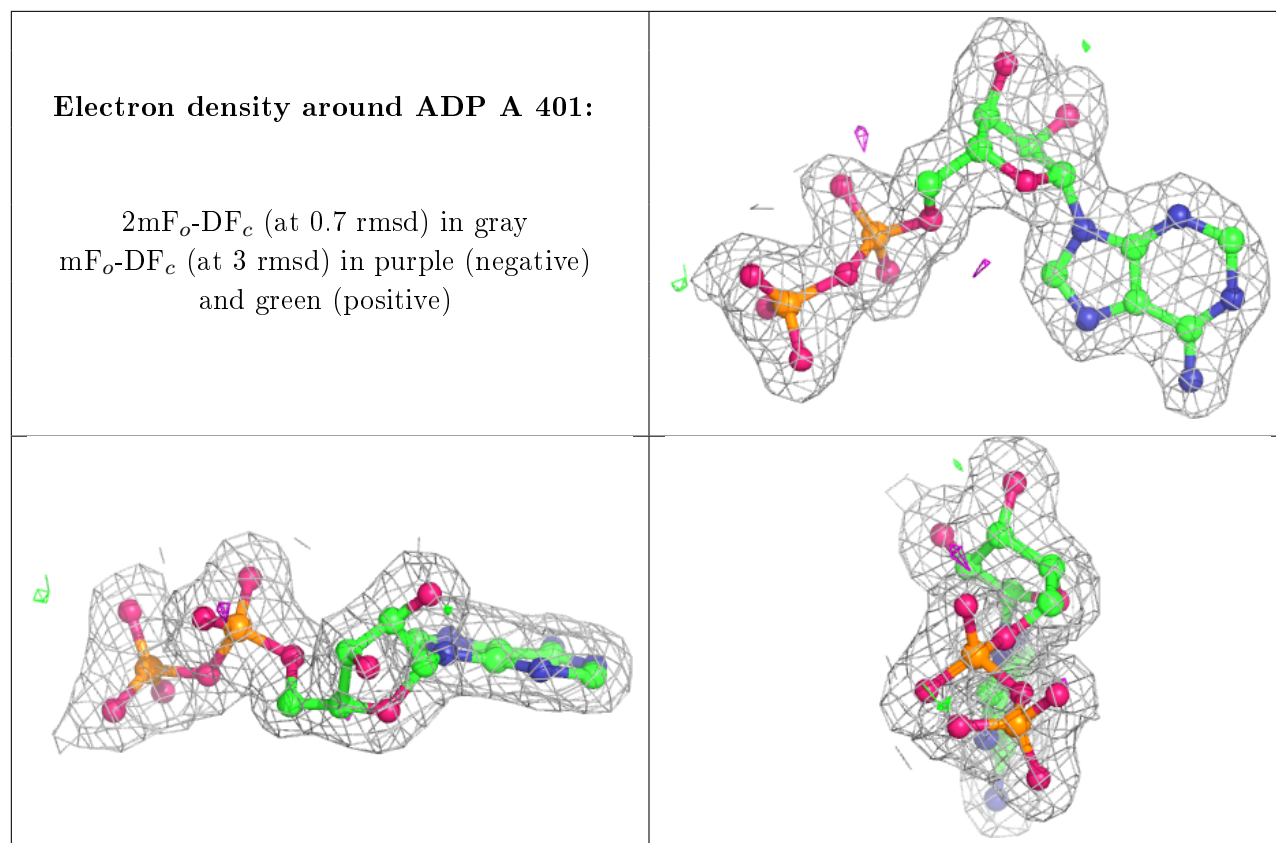 Electron density around ADP A 401:
2mFₒ-DF𝒸 (at 0.7 rmsd) in gray
mFₒ-DF𝒸 (at 3 rmsd) in purple (negative)
and green (positive)